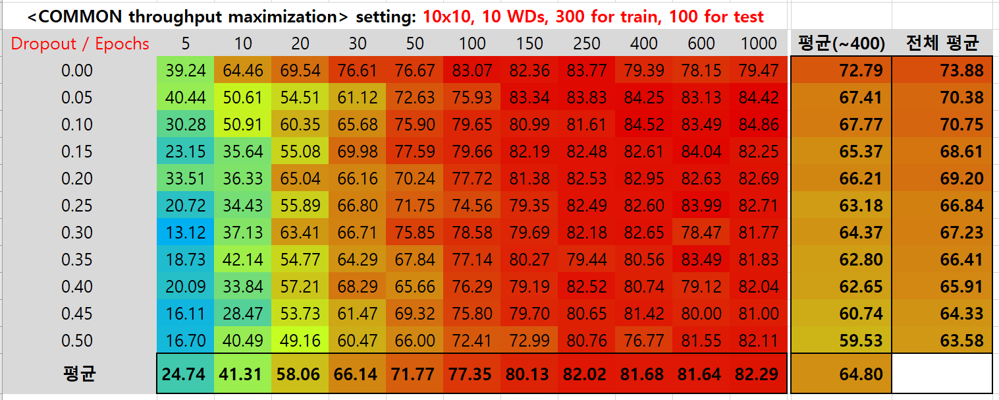 <COMMON throughput maximization> setting: 10x10, 10 WDs, 300 for train, 100 for test
Dropout / Epochs 5 10 20 30 50 100 150 250 400 600 1000 평균(~400) 전체 평균
0.00 39.24 64.46 69.54 76.61 76.67 83.07 82.36 83.77 79.39 78.15 79.47 72.79 73.88
0.05 40.44 50.61 54.51 61.12 72.63 75.93 83.34 83.83 84.25 83.13 84.42 67.41 70.38
0.10 30.28 50.91 60.35 65.68 75.90 79.65 80.99 81.61 84.52 83.49 84.86 67.77 70.75
0.15 23.15 35.64 55.08 69.98 77.59 79.66 82.19 82.48 82.61 84.04 82.25 65.37 68.61
0.20 33.51 36.33 65.04 66.16 70.24 77.72 81.38 82.53 82.95 82.63 82.69 66.21 69.20
0.25 20.72 34.43 55.89 66.80 71.75 74.56 79.35 82.49 82.60 83.99 82.71 63.18 66.84
0.30 13.12 37.13 63.41 66.71 75.85 78.58 79.69 82.18 82.65 78.47 81.77 64.37 67.23
0.35 18.73 42.14 54.77 64.29 67.84 77.14 80.27 79.44 80.56 83.49 81.83 62.80 66.41
0.40 20.09 33.84 57.21 68.29 65.66 76.29 79.19 82.52 80.74 79.12 82.04 62.65 65.91
0.45 16.11 28.47 53.73 61.47 69.32 75.80 79.70 80.65 81.42 80.00 81.00 60.74 64.33
0.50 16.70 40.49 49.16 60.47 66.00 72.41 72.99 80.76 76.77 81.55 82.11 59.53 63.58
평균 24.74 41.31 58.06 66.14 71.77 77.35 80.13 82.02 81.68 81.64 82.29 64.80